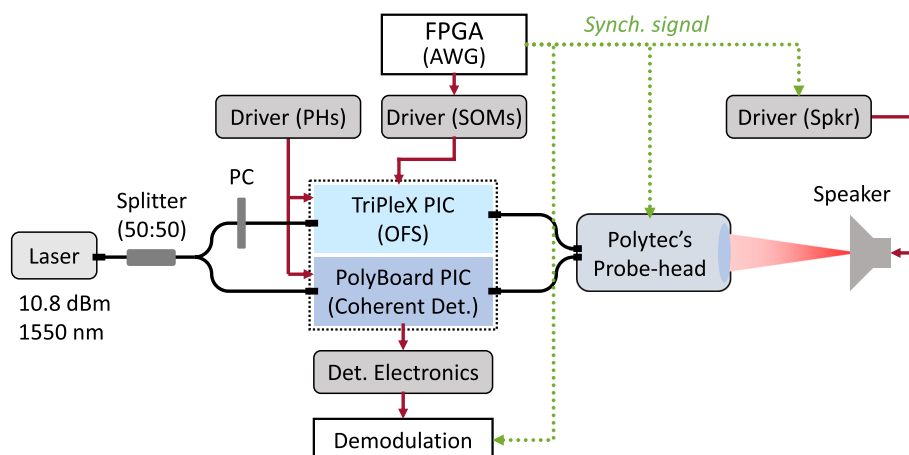 FPGA
(AWG)
Synch. signal
Driver (PHs)
Driver (SOMs)
Driver (Spkr)
PC
Splitter
(50:50)
TriPleX PIC
(OFS)
Speaker
Laser
Polytec's
Probe-head
PolyBoard PIC
(Coherent Det.)
10.8 dBm
1550 nm
Det. Electronics
Demodulation